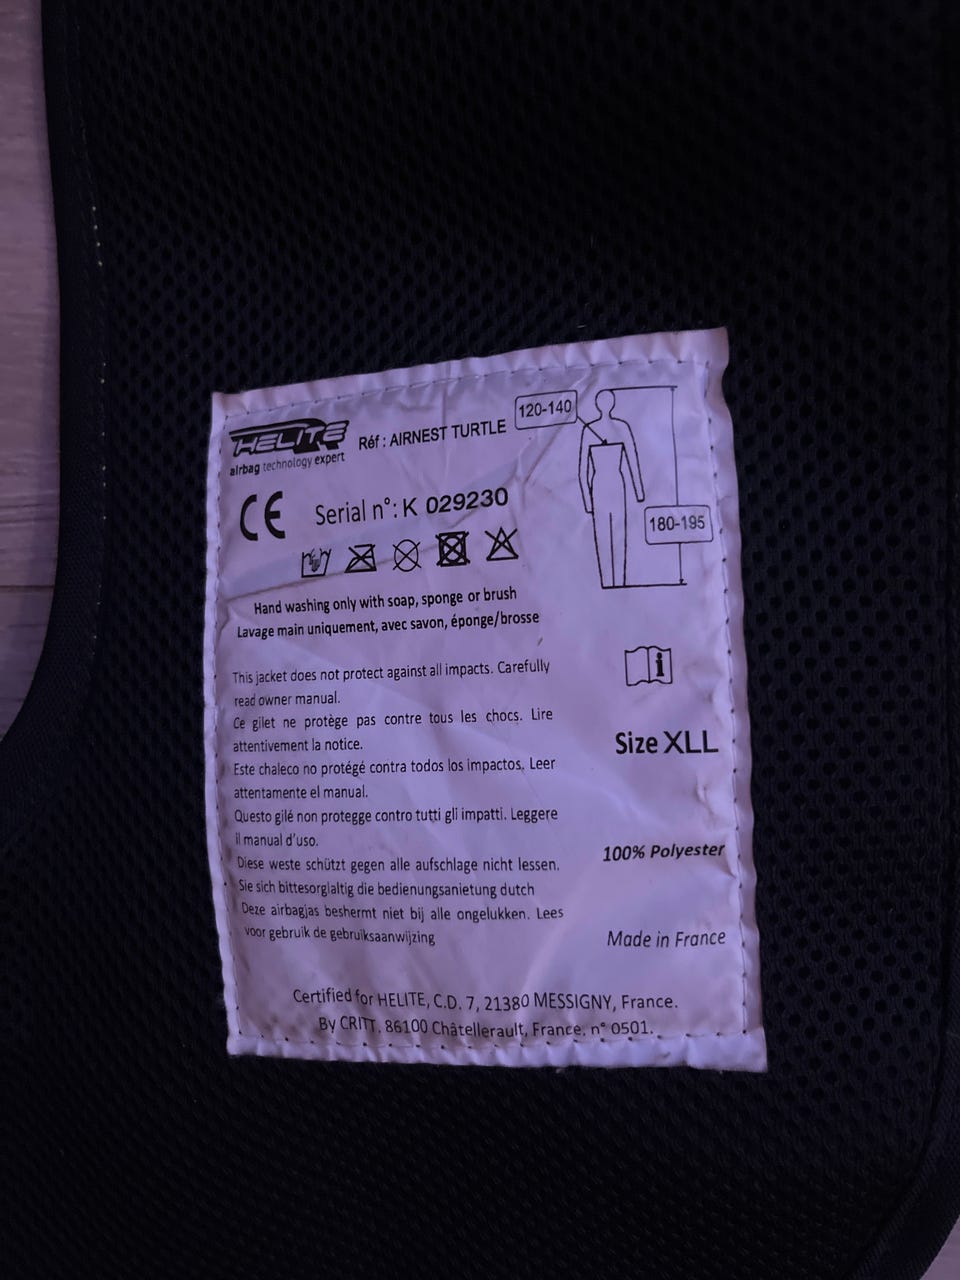 HELITE
airbag technology expert
Réf : AIRNEST TURTLE
120-140
180-195
CE
Serial n°: K 029230
Hand washing only with soap, sponge or brush
Lavage main uniquement, avec savon, éponge/brosse
This jacket does not protect against all impacts. Carefully
read owner manual.
Ce gilet ne protège pas contre tous les chocs. Lire
attentivement la notice.
Este chaleco no protegé contra todos los impactos. Leer
attentamente el manual.
Questo gilé non protegge contro tutti gli impatti. Leggere
il manual d'uso.
Diese weste schützt gegen alle aufschlage nicht lessen.
Sie sich bittesorglaltig die bedienungsanietung dutch
Deze airbagjas beshermt niet bij alle ongelukken. Lees
voor gebruik de gebruiksaanwijzing
i
Size XLL
100% Polyester
Made in France
Certified for HELITE, C.D. 7, 21380 MESSIGNY, France.
By CRITT, 86100 Châtellerault, France. n° 0501.